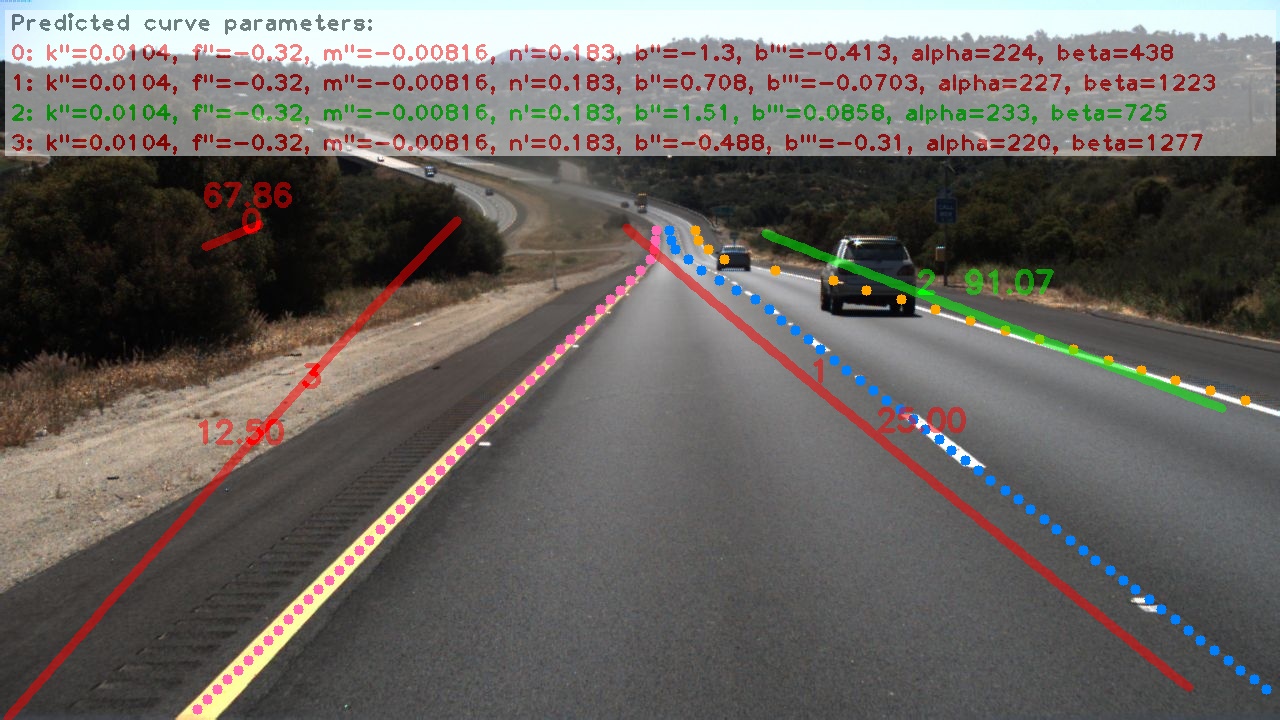 Predicted curve parameters:
0: k"=0.0104, f"=-0.32, m"=-0.00816, n'=0.183, b"=-1.3, b'''=-0.413, alpha=224, beta=438
1: k"=0.0104, f"=-0.32, m"=-0.00816, n'=0.183, b"=0.708, b'''=-0.0703, alpha=227, beta=1223
2: k"=0.0104, f"=-0.32, m"=-0.00816, n'=0.183, b"=1.51, b'''=0.0858, alpha=233, beta=725
3: k"=0.0104, f"=-0.32, m"=-0.00816, n'=0.183, b"=-0.488, b'''=-0.31, alpha=220, beta=1277
67.86
0
CALL
BOX
2 91.07
3
1
12.50
25.00